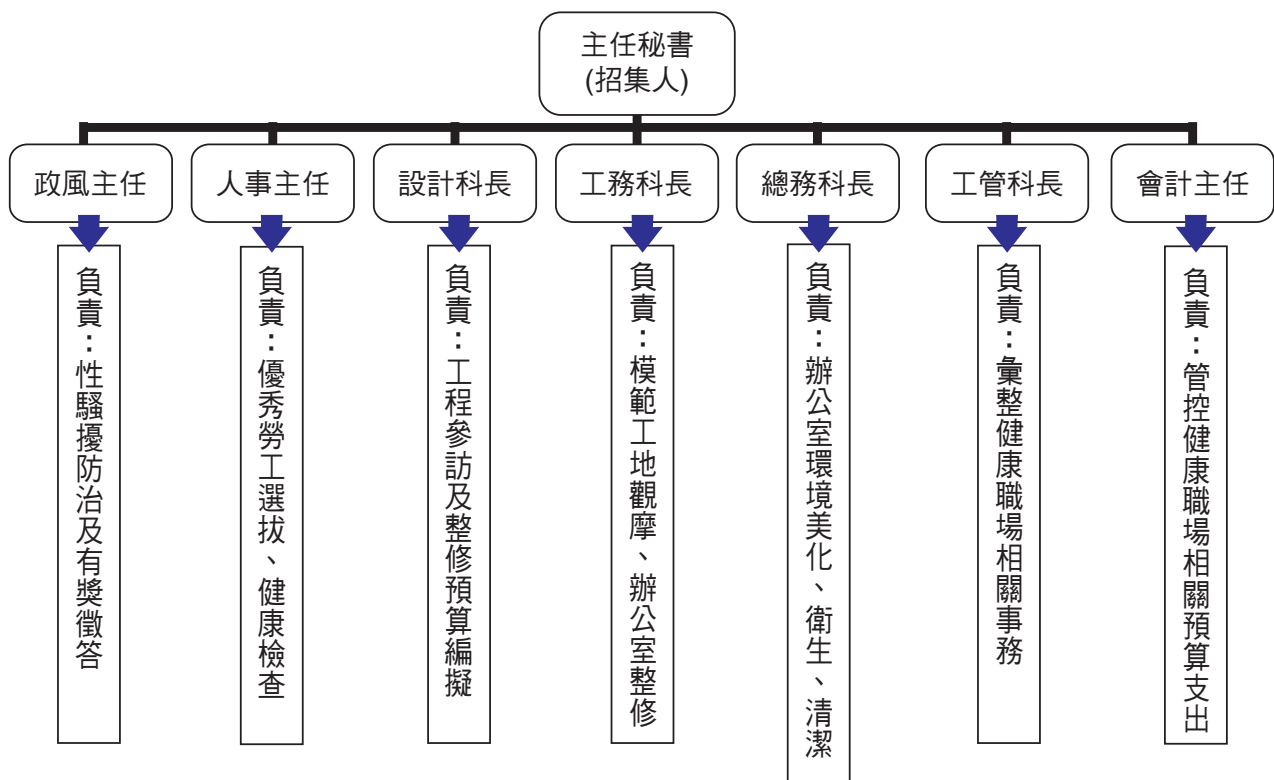 主任秘書
(招集人)
政風主任
人事主任
設計科長
工務科長
總務科長
工管科長
會計主任
負責：性騷擾防治及有獎徵答
負責：優秀勞工選拔、健康檢查
負責：工程參訪及整修預算編擬
負責：模範工地觀摩、辦公室整修
負責：辦公室環境美化、衛生、清潔
負責：彙整健康職場相關事務
負責：管控健康職場相關預算支出